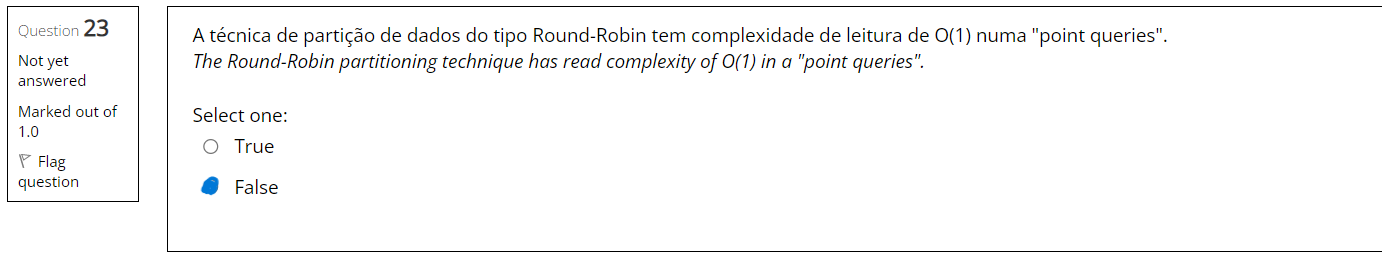 Question 23
Not yet
answered
Marked out of
1.0
Flag
question
A técnica de partição de dados do tipo Round-Robin tem complexidade de leitura de O(1) numa "point queries".
The Round-Robin partitioning technique has read complexity of O(1) in a "point queries".
Select one:
True
False